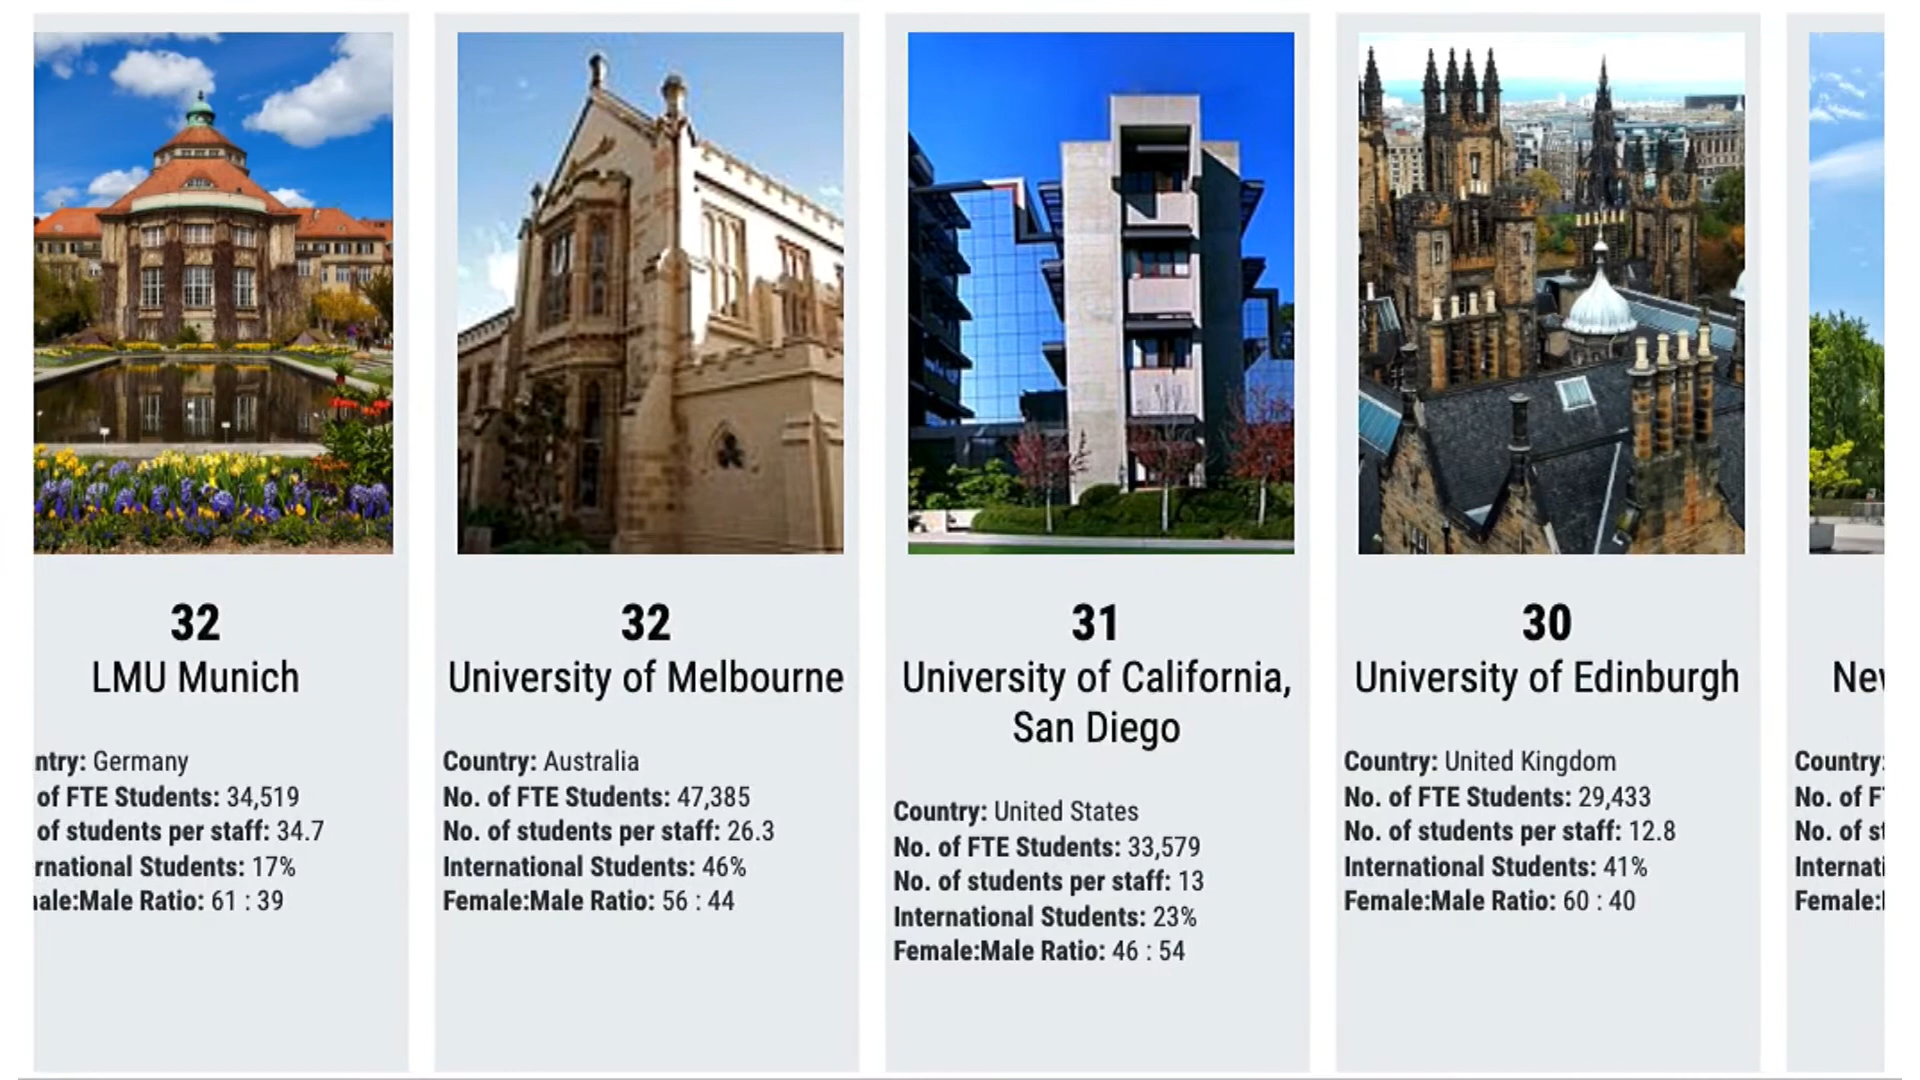 32
LMU Munich
ntry: Germany
of FTE Students: 34,519
of students per staff: 34.7
rnational Students: 17%
ale:Male Ratio: 61 : 39
32
University of Melbourne
Country: Australia
No. of FTE Students: 47,385
No. of students per staff: 26.3
International Students: 46%
Female:Male Ratio: 56 : 44
31
University of California,
San Diego
Country: United States
No. of FTE Students: 33,579
No. of students per staff: 13
International Students: 23%
Female:Male Ratio: 46 : 54
30
University of Edinburgh
Country: United Kingdom
No. of FTE Students: 29,433
No. of students per staff: 12.8
International Students: 41%
Female:Male Ratio: 60 : 40
Country:
No. of
No. of
Female: